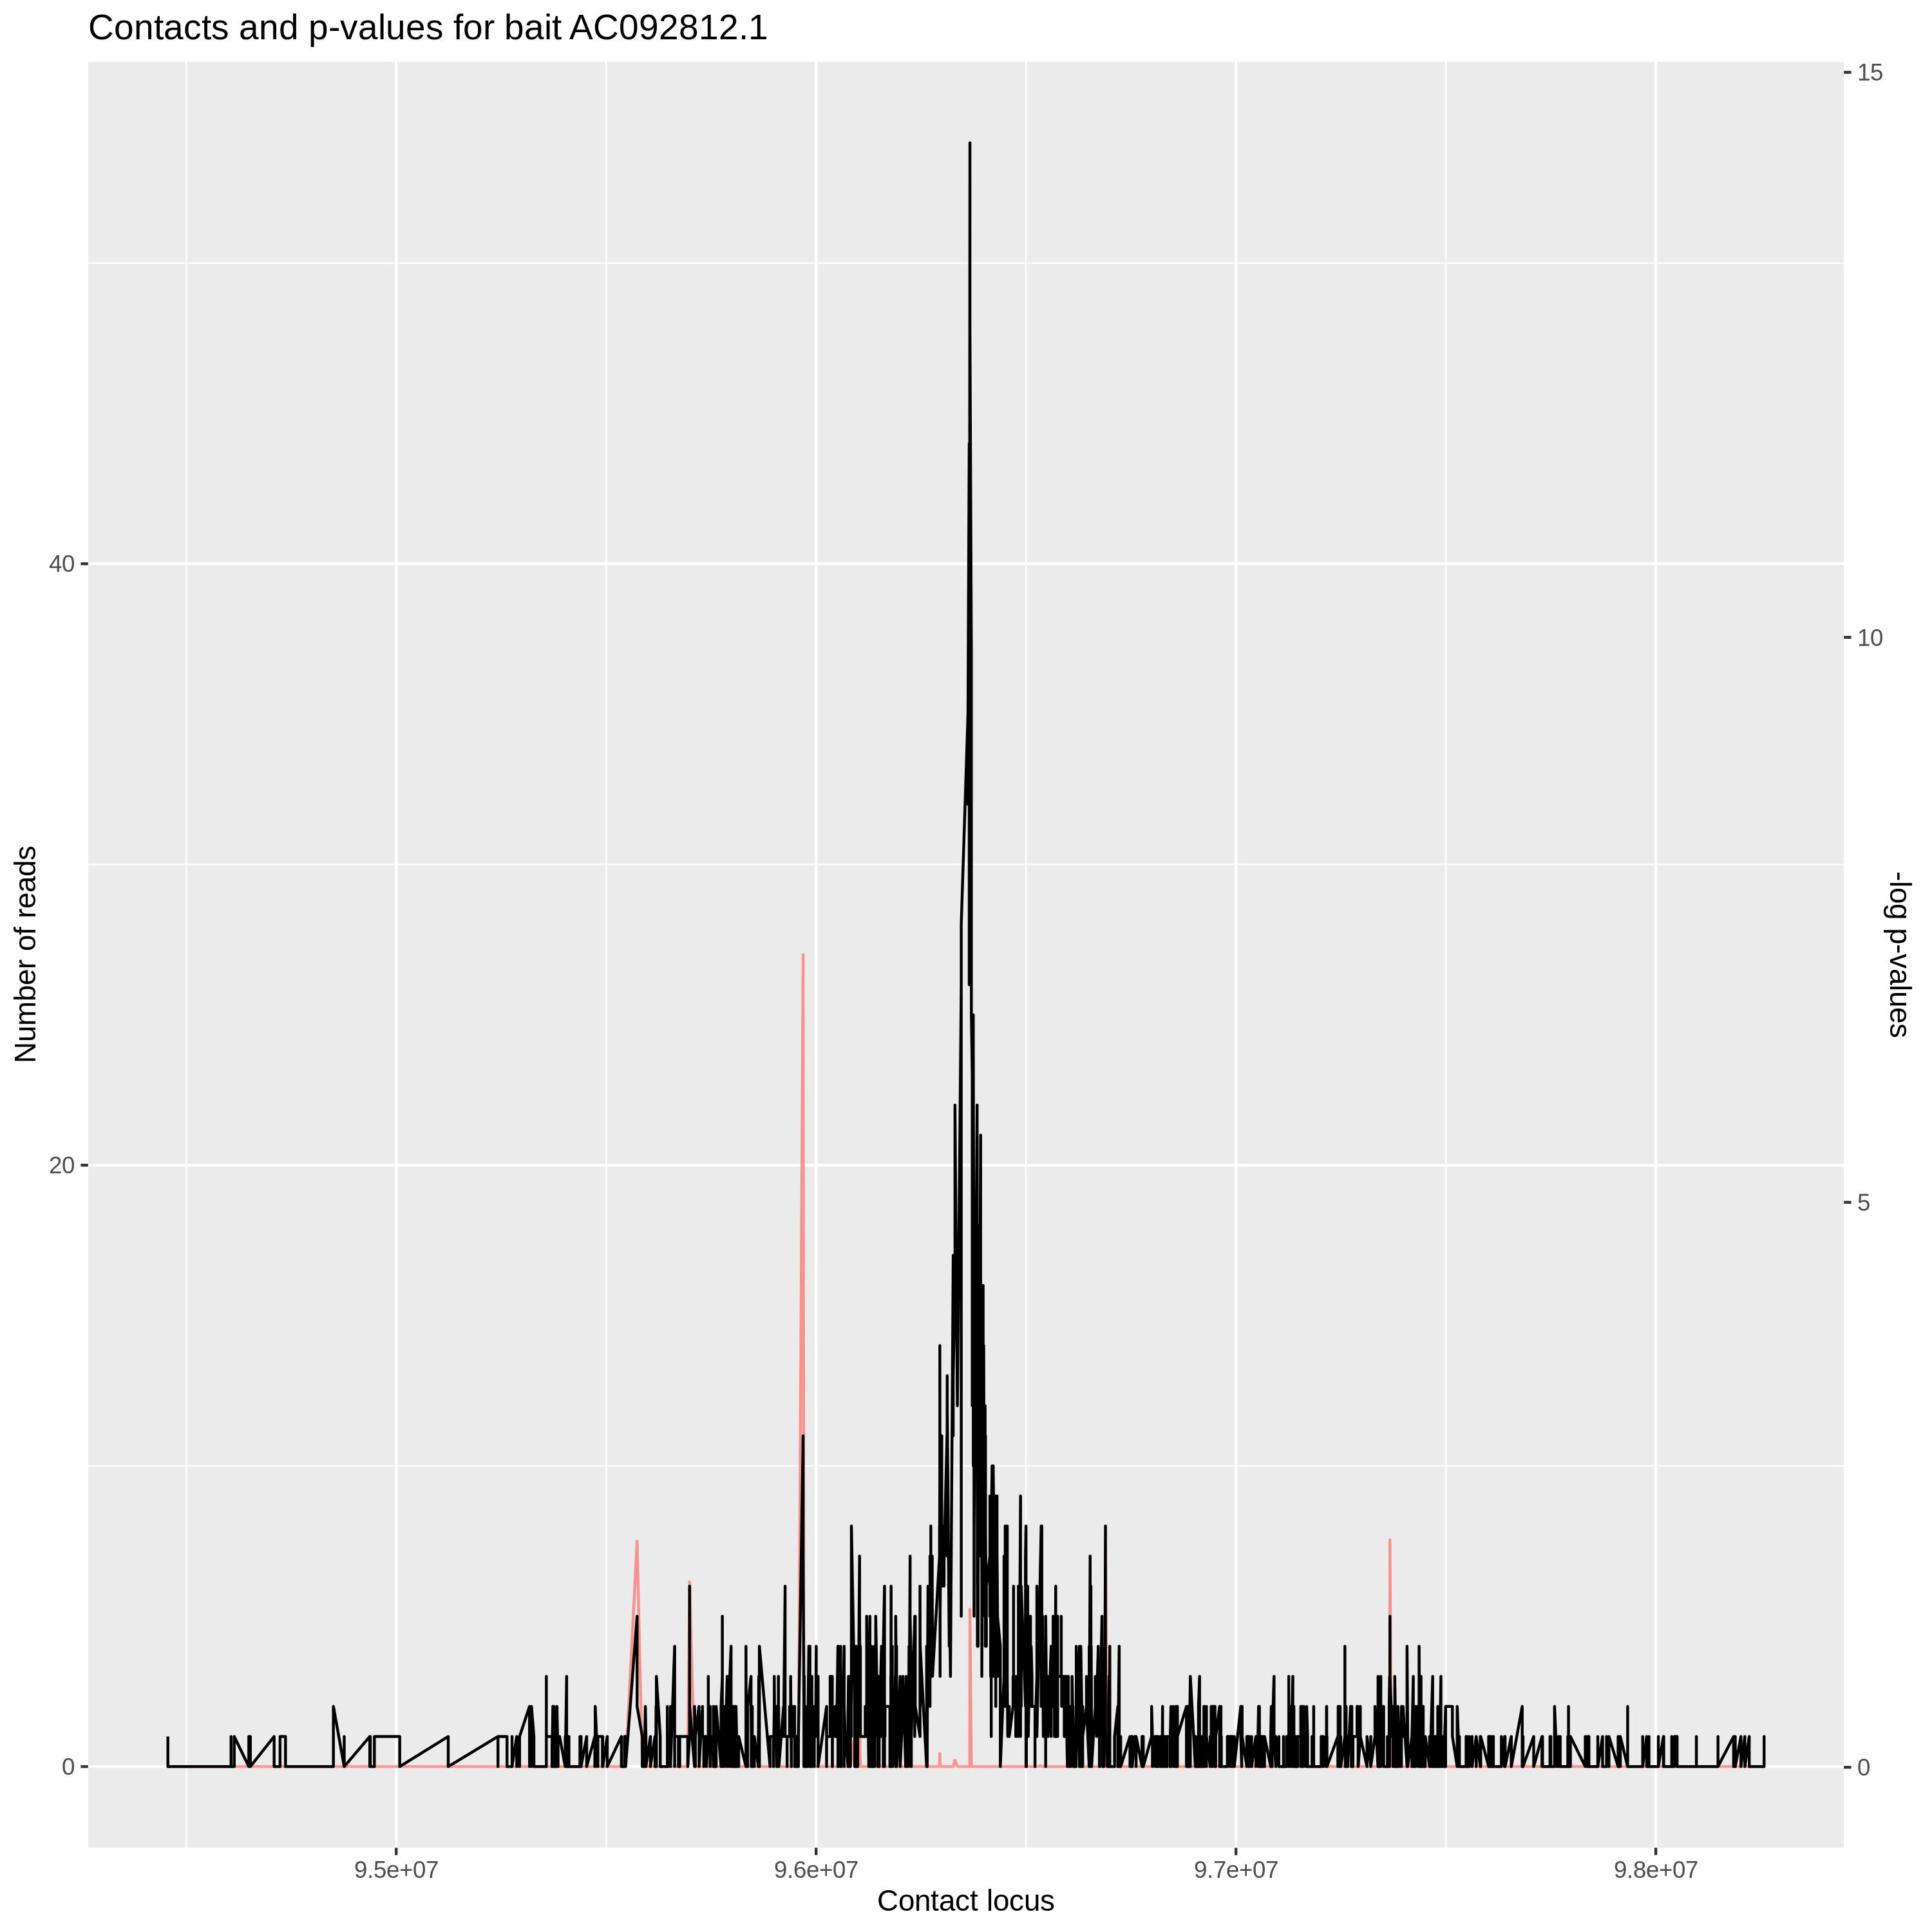 Contacts and p-values for bait AC092812.1
15
40
10
Number of reads
-log p-values
20
5
0
0
9.5e+07
9.6e+07
9.7e+07
9.8e+07
Contact locus